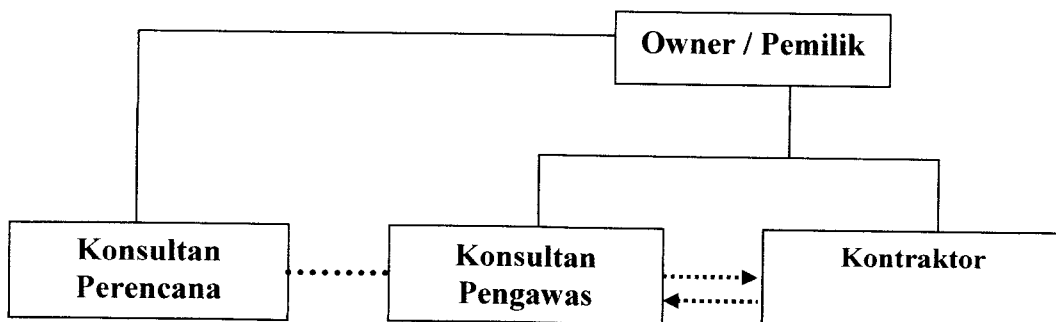 Owner / Pemilik
Konsultan
Perencana
Konsultan
Pengawas
Kontraktor